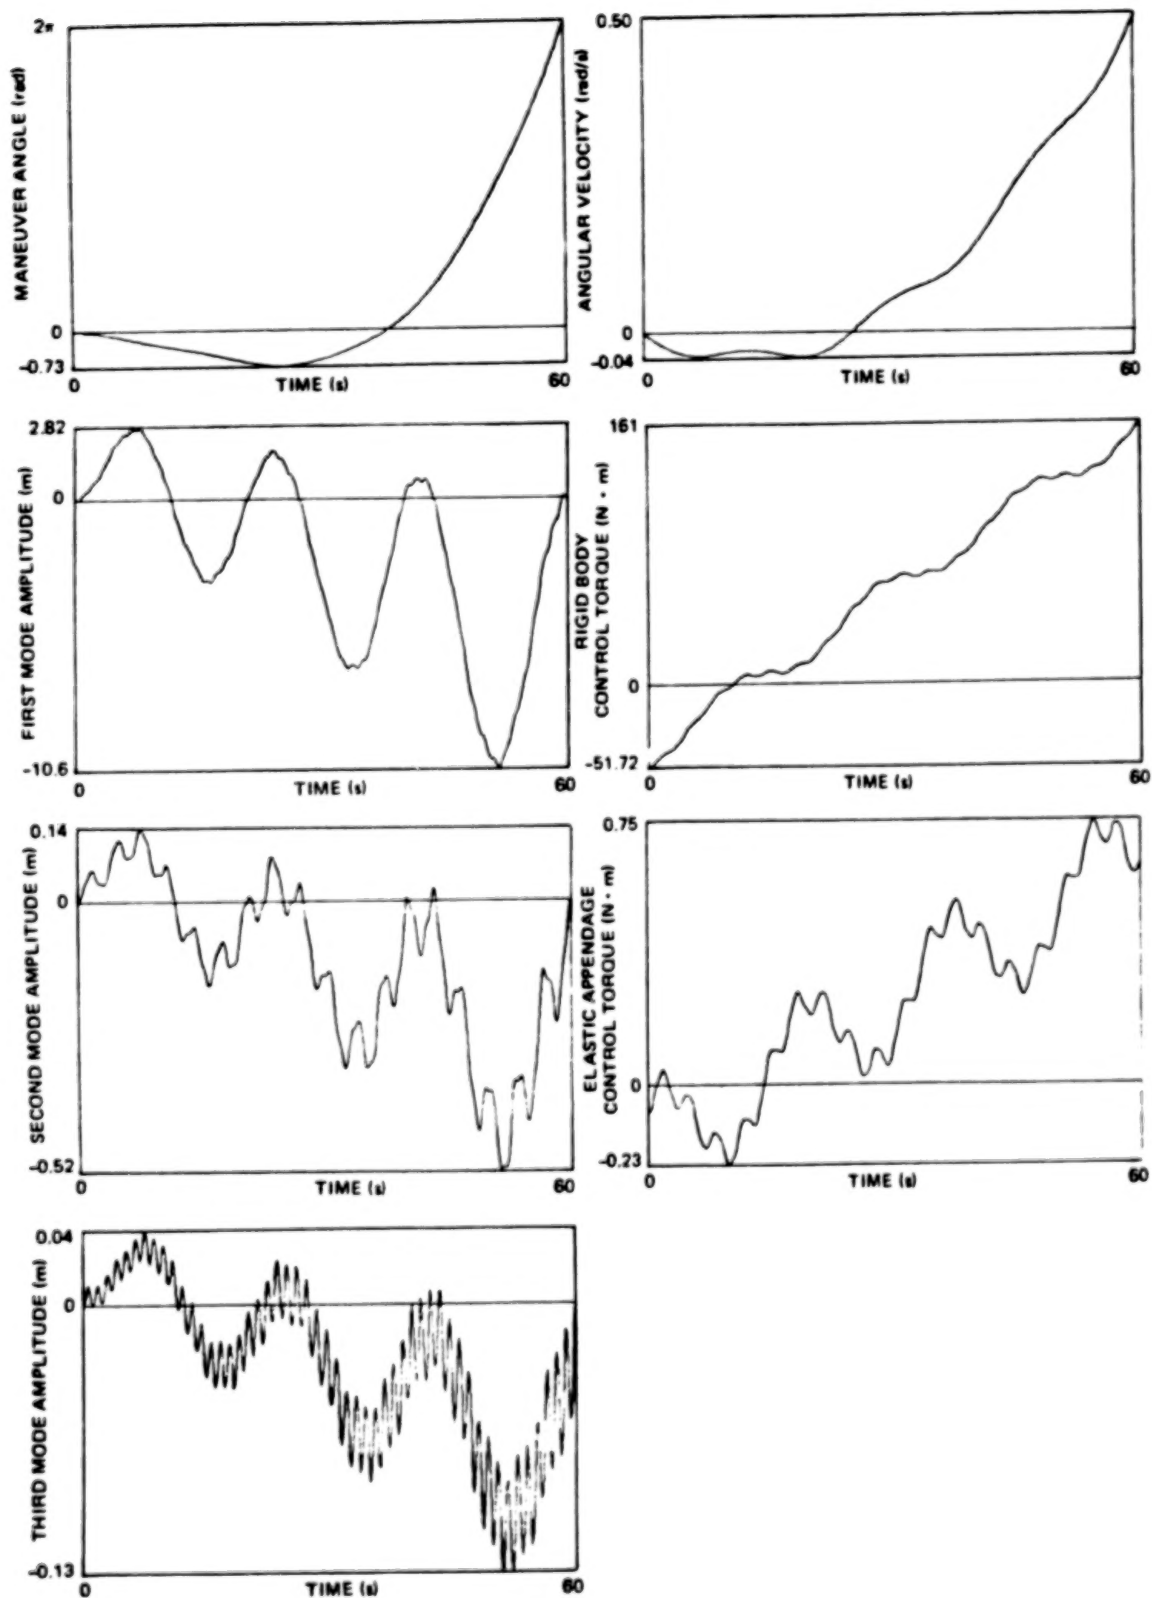 2π
MANEUVER ANGLE (rad)
0
-0.73
0
TIME (s)
60
0.50
ANGULAR VELOCITY (rad/s)
0
-0.04
0
TIME (s)
60
2.82
FIRST MODE AMPLITUDE (m)
0
-10.6
0
TIME (s)
60
161
RIGID BODY
CONTROL TORQUE (N · m)
0
-51.72
0
TIME (s)
60
0.14
SECOND MODE AMPLITUDE (m)
0
-0.52
0
TIME (s)
60
0.75
ELASTIC APPENDAGE
CONTROL TORQUE (N · m)
0
-0.23
0
TIME (s)
60
0.04
THIRD MODE AMPLITUDE (m)
0
-0.13
0
TIME (s)
60